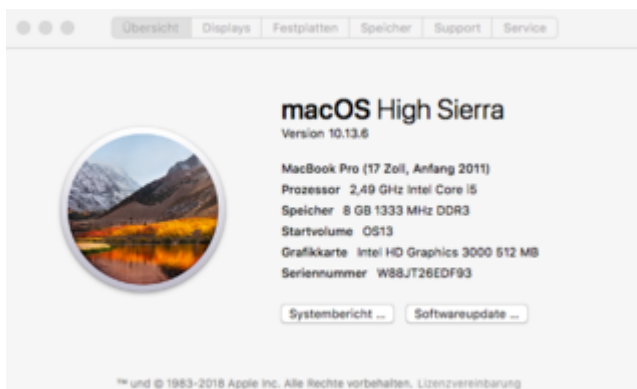 Übersicht Displays Festplatten Speicher Support Service
macOS High Sierra
Version 10.13.6
MacBook Pro (17 Zoll, Anfang 2011)
Prozessor 2,49 GHz Intel Core i5
Speicher 8 GB 1333 MHz DDR3
Startvolume OS13
Grafikkarte Intel HD Graphics 3000 512 MB
Seriennummer W88JT26EDF93
Systembericht ... Softwareupdate ...
™ und © 1983-2018 Apple Inc. Alle Rechte vorbehalten. Lizenzvereinbarung